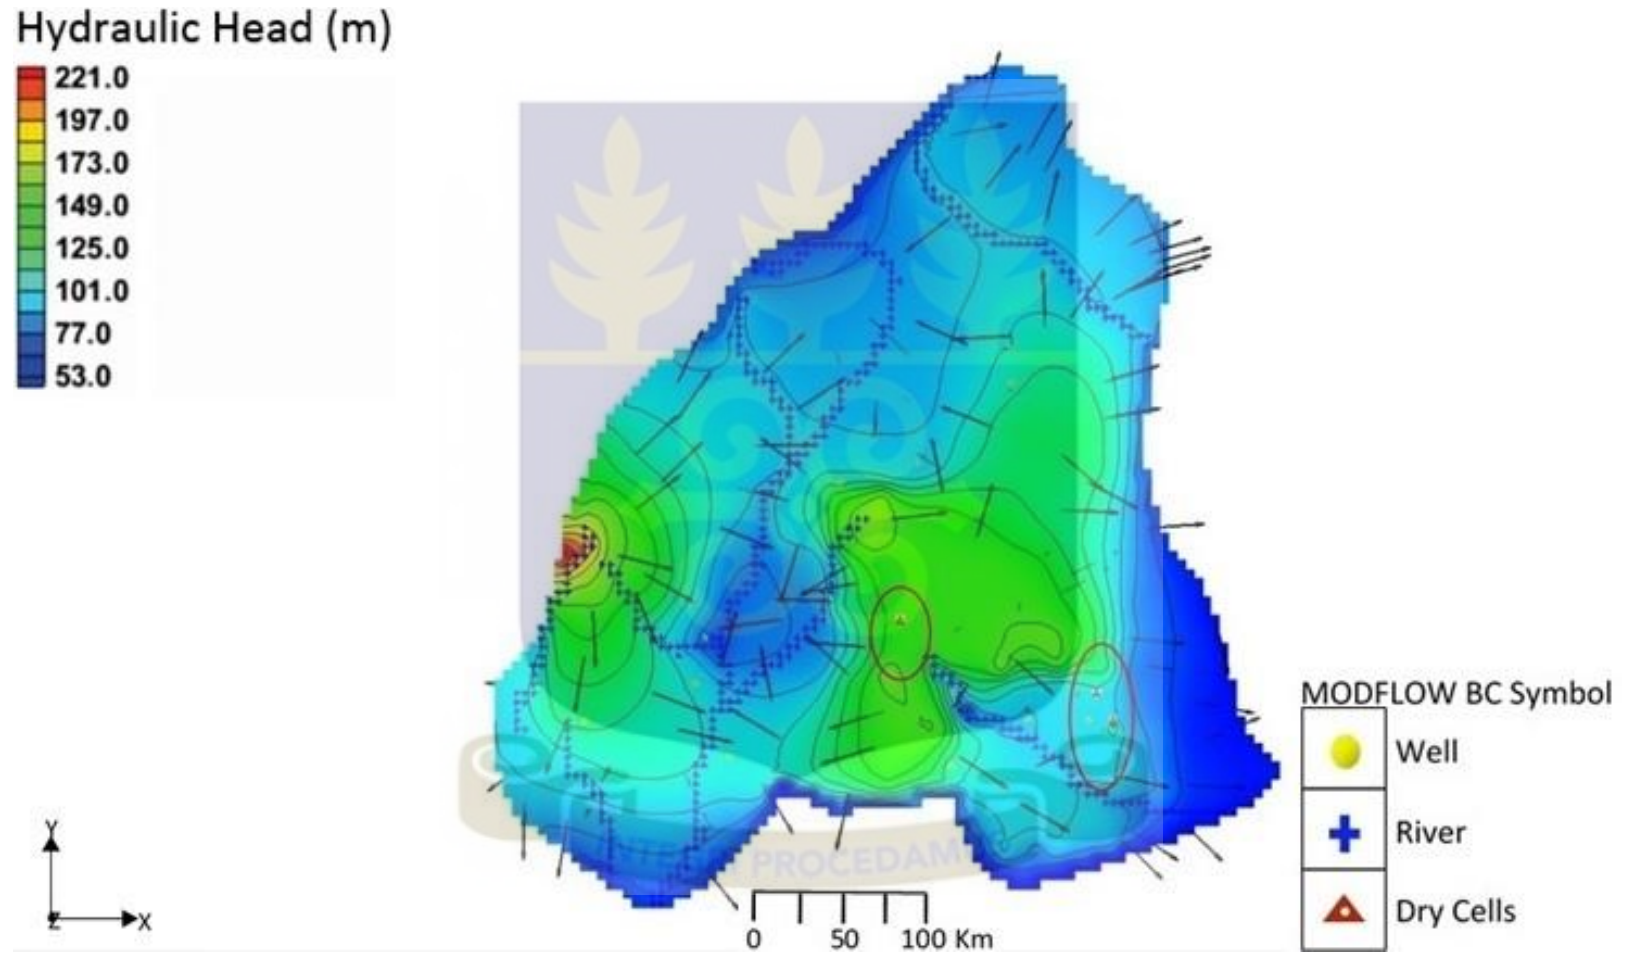 Hydraulic Head (m)
221.0
197.0
173.0
149.0
125.0
101.0
77.0
53.0
MODFLOW BC Symbol
Well
River
Dry Cells
Y
Z
X
0 50 100 Km
PROCEDAM